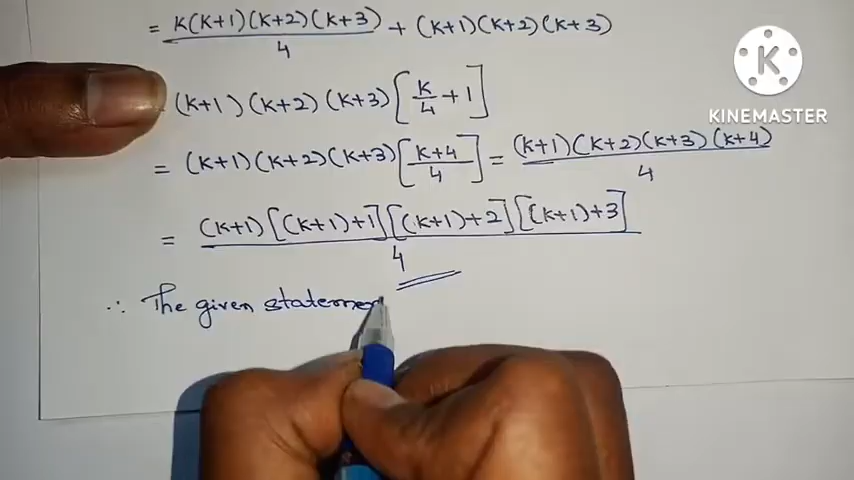 = K(K+1)(K+2)(K+3)/4 + (K+1)(K+2)(K+3)
(K+1)(K+2)(K+3)[K/4+1]
= (K+1)(K+2)(K+3)[(K+4)/4] = (K+1)(K+2)(K+3)(K+4)/4
= (K+1)[(K+1)+1][(K+1)+2][(K+1)+3]/4
∴ The given statemen
K
KINEMASTER